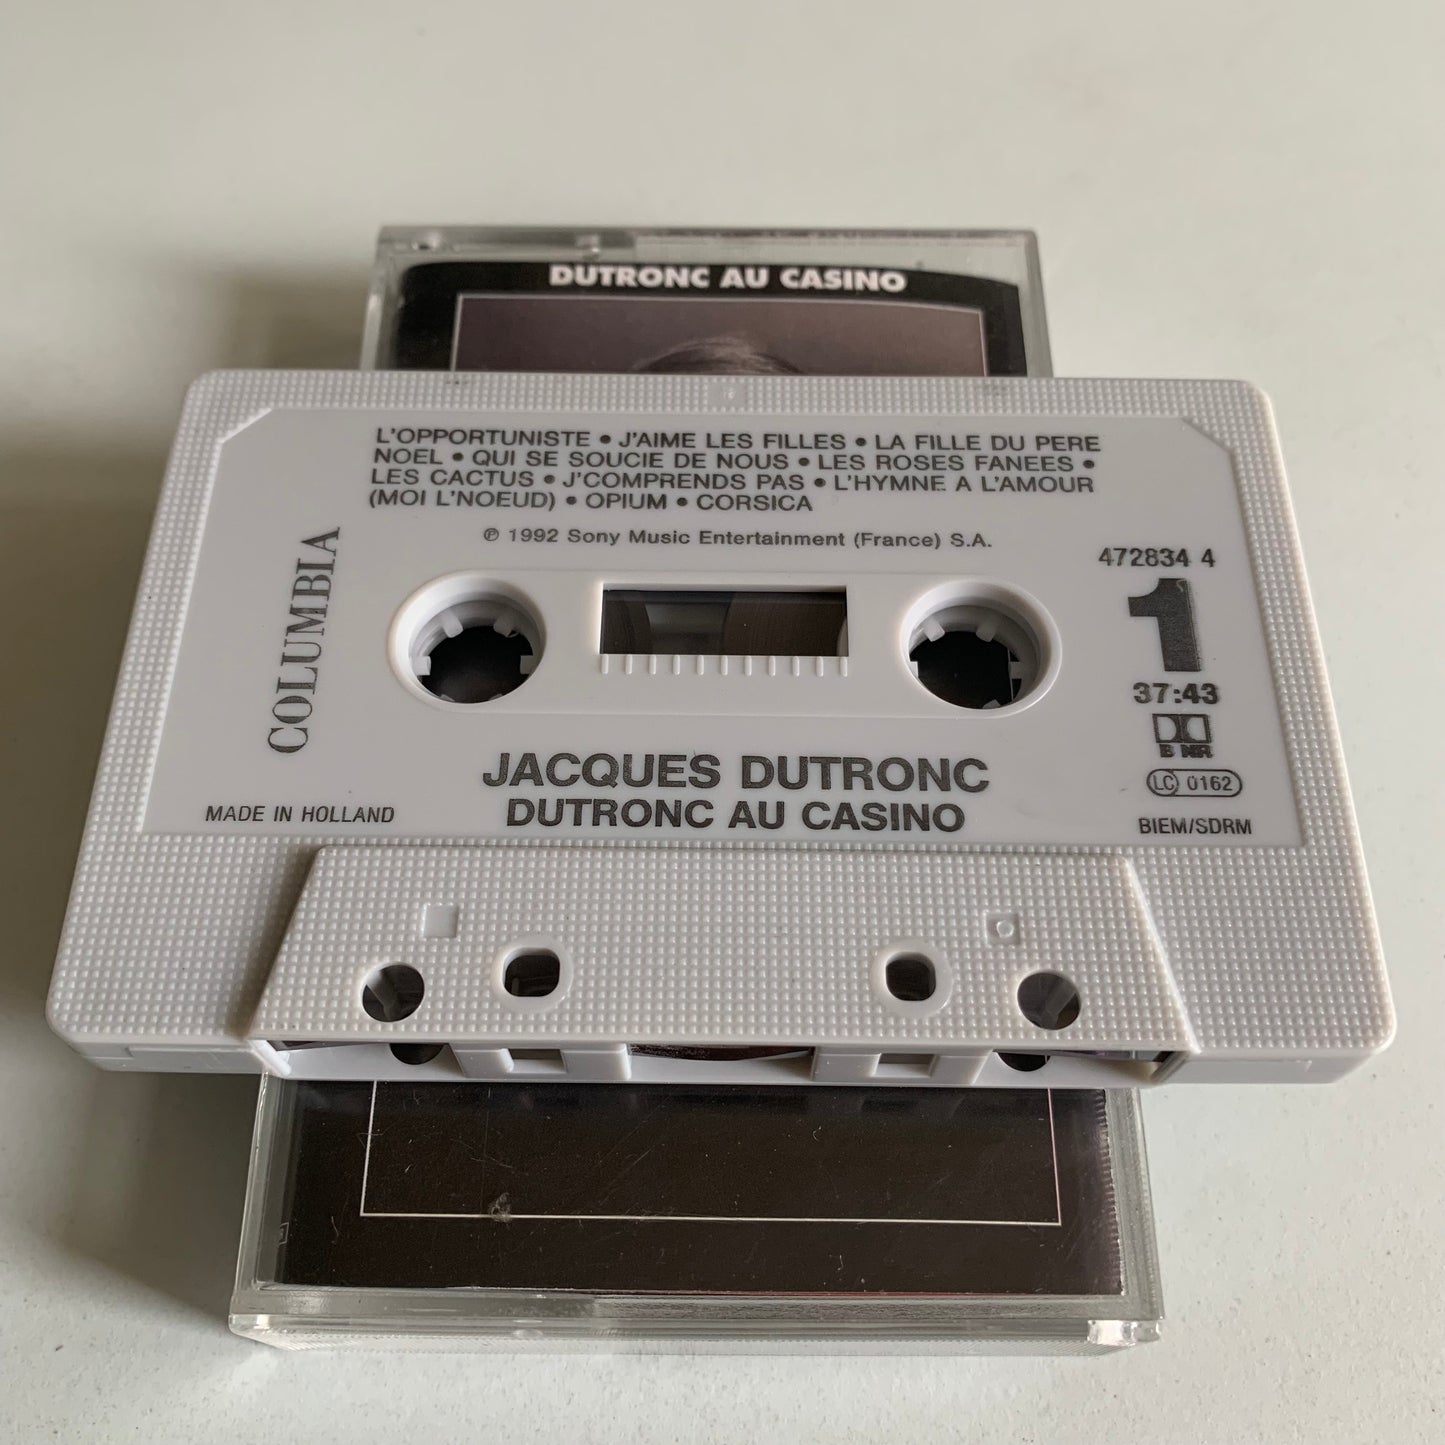 DUTRONC AU CASINO
L'OPPORTUNISTE • J'AIME LES FILLES • LA FILLE DU PERE
NOEL • QUI SE SOUCIE DE NOUS • LES ROSES FANEES •
LES CACTUS • J'COMPRENDS PAS • L'HYMNE A L'AMOUR
(MOI L'NOEUD) • OPIUM • CORSICA
℗ 1992 Sony Music Entertainment (France) S.A.
COLUMBIA
472834 4
1
37:43
B NR
LC 0162
JACQUES DUTRONC
DUTRONC AU CASINO
MADE IN HOLLAND
BIEM/SDRM